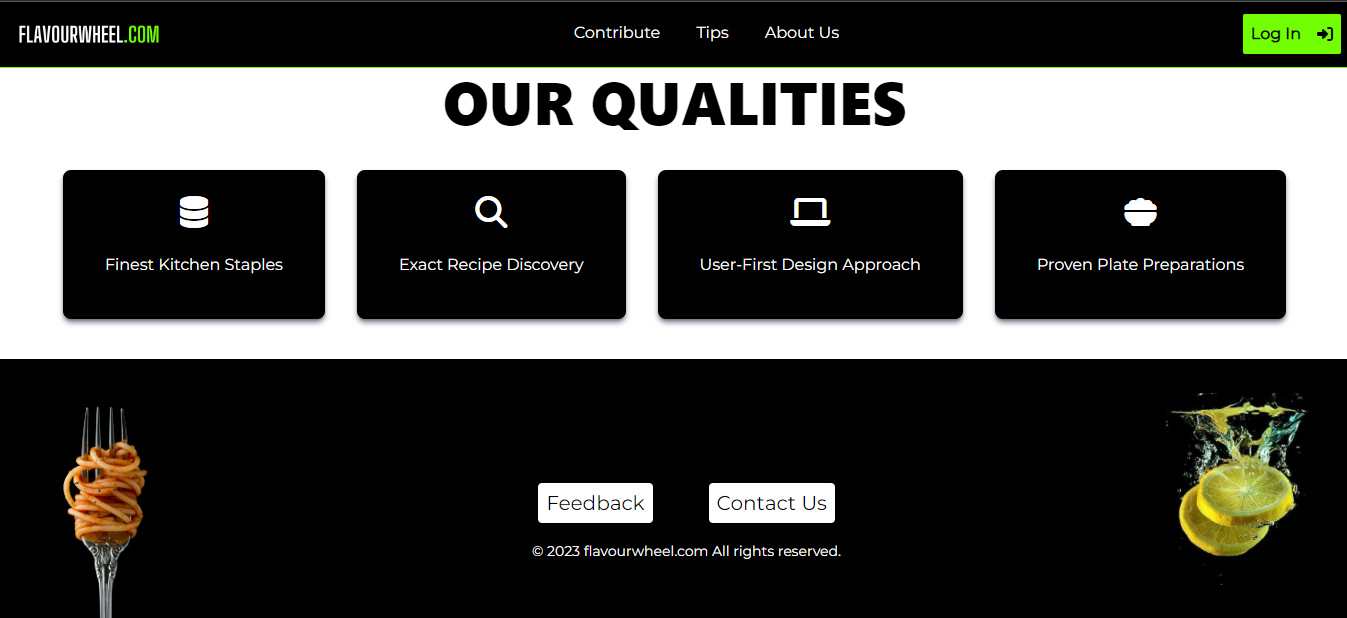 FLAVOURWHEEL.COM
Contribute
Tips
About Us
Log In
OUR QUALITIES
Finest Kitchen Staples
Exact Recipe Discovery
User-First Design Approach
Proven Plate Preparations
Feedback
Contact Us
© 2023 flavourwheel.com All rights reserved.